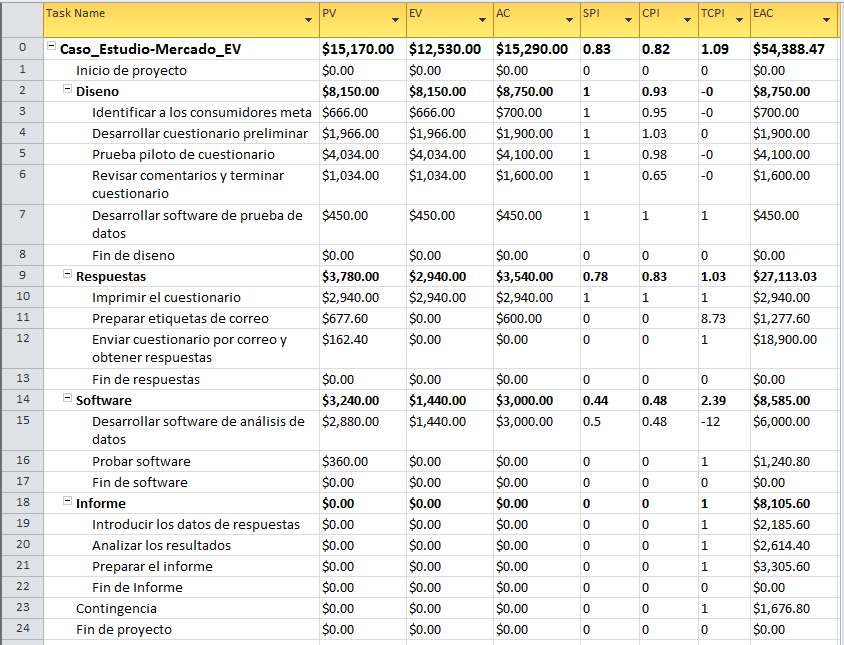 Task Name PV EV AC SPI CPI TCPI EAC
0 Caso_Estudio-Mercado_EV $15,170.00 $12,530.00 $15,290.00 0.83 0.82 1.09 $54,388.47
1 Inicio de proyecto $0.00 $0.00 $0.00 0 0 0 $0.00
2 Diseno $8,150.00 $8,150.00 $8,750.00 1 0.93 -0 $8,750.00
3 Identificar a los consumidores meta $666.00 $666.00 $700.00 1 0.95 -0 $700.00
4 Desarrollar cuestionario preliminar $1,966.00 $1,966.00 $1,900.00 1 1.03 0 $1,900.00
5 Prueba piloto de cuestionario $4,034.00 $4,034.00 $4,100.00 1 0.98 -0 $4,100.00
6 Revisar comentarios y terminar $1,034.00 $1,034.00 $1,600.00 1 0.65 -0 $1,600.00
cuestionario
7 Desarrollar software de prueba de $450.00 $450.00 $450.00 1 1 1 $450.00
datos
8 Fin de diseno $0.00 $0.00 $0.00 0 0 0 $0.00
9 Respuestas $3,780.00 $2,940.00 $3,540.00 0.78 0.83 1.03 $27,113.03
10 Imprimir el cuestionario $2,940.00 $2,940.00 $2,940.00 1 1 1 $2,940.00
11 Preparar etiquetas de correo $677.60 $0.00 $600.00 0 0 8.73 $1,277.60
12 Enviar cuestionario por correo y $162.40 $0.00 $0.00 0 0 1 $18,900.00
obtener respuestas
13 Fin de respuestas $0.00 $0.00 $0.00 0 0 0 $0.00
14 Software $3,240.00 $1,440.00 $3,000.00 0.44 0.48 2.39 $8,585.00
15 Desarrollar software de análisis de $2,880.00 $1,440.00 $3,000.00 0.5 0.48 -12 $6,000.00
datos
16 Probar software $360.00 $0.00 $0.00 0 0 1 $1,240.80
17 Fin de software $0.00 $0.00 $0.00 0 0 0 $0.00
18 Informe $0.00 $0.00 $0.00 0 0 1 $8,105.60
19 Introducir los datos de respuestas $0.00 $0.00 $0.00 0 0 1 $2,185.60
20 Analizar los resultados $0.00 $0.00 $0.00 0 0 1 $2,614.40
21 Preparar el informe $0.00 $0.00 $0.00 0 0 1 $3,305.60
22 Fin de Informe $0.00 $0.00 $0.00 0 0 0 $0.00
23 Contingencia $0.00 $0.00 $0.00 0 0 1 $1,676.80
24 Fin de proyecto $0.00 $0.00 $0.00 0 0 0 $0.00